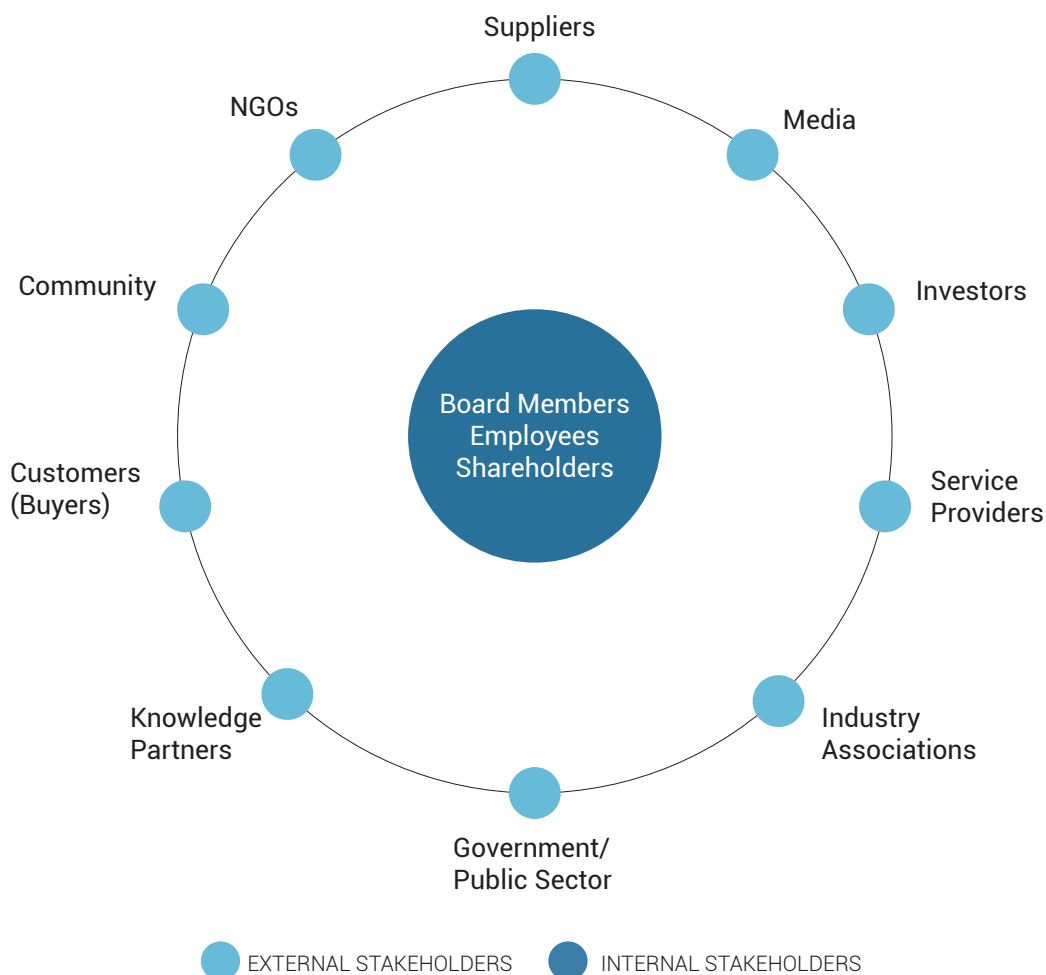 Suppliers
NGOs
Media
Community
Investors
Board Members
Employees
Shareholders
Customers
(Buyers)
Service
Providers
Knowledge
Partners
Industry
Associations
Government/
Public Sector
EXTERNAL STAKEHOLDERS
INTERNAL STAKEHOLDERS